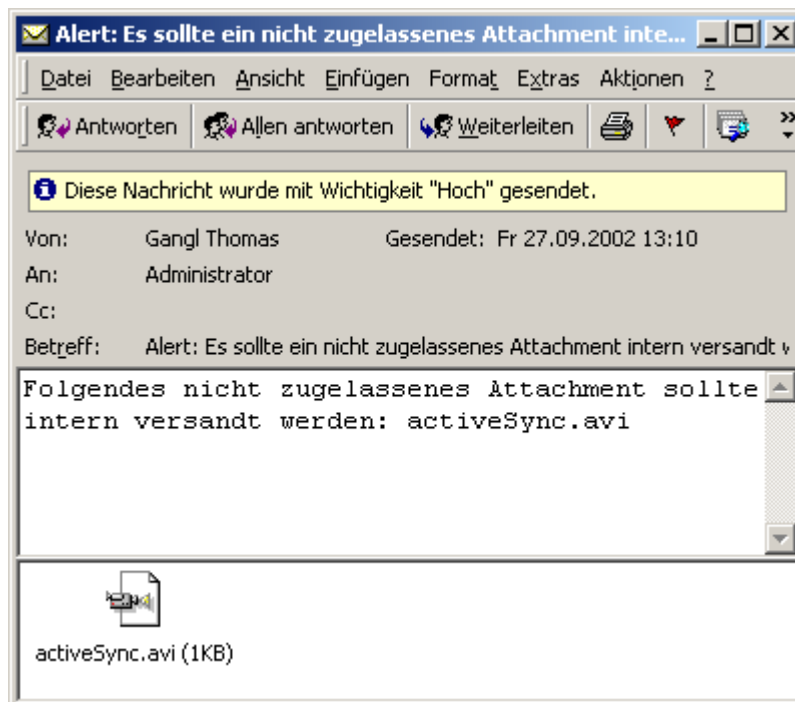 Alert: Es sollte ein nicht zugelassenes Attachment inte...
Datei Bearbeiten Ansicht Einfügen Format Extras Aktionen ?
Antworten Allen antworten Weiterleiten
Diese Nachricht wurde mit Wichtigkeit "Hoch" gesendet.
Von: Gangl Thomas Gesendet: Fr 27.09.2002 13:10
An: Administrator
Cc:
Betreff: Alert: Es sollte ein nicht zugelassenes Attachment intern versandt
Folgendes nicht zugelassenes Attachment sollte
intern versandt werden: activeSync.avi
activeSync.avi (1KB)